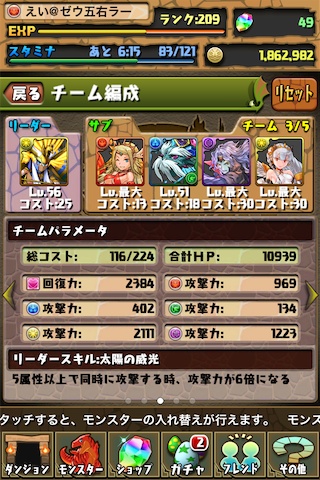 えい@ゼウ五右ラー
ランク:209
49
EXP
スタミナ あと 6:15 83/121
1,862,982
戻る チーム編成 リセット
リーダー サブ チーム 3/5
Lv.56 Lv.最大 Lv.51 Lv.最大 Lv.最大
コスト:25 コスト:13 コスト:18 コスト:30 コスト:30
チームパラメータ
総コスト: 116/224 合計HP: 10939
回復力: 2384 攻撃力: 969
攻撃力: 402 攻撃力: 134
攻撃力: 2111 攻撃力: 1223
リーダースキル:太陽の威光
5属性以上で同時に攻撃する時、攻撃力が6倍になる
タッチすると、モンスターの入れ替えが行えます。 モンス
2
ダンジョン モンスター ショップ ガチャ フレンド その他